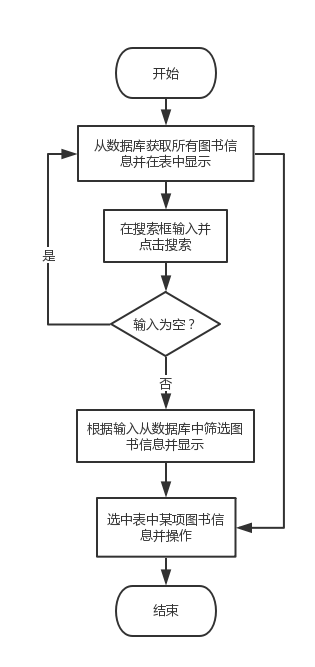 开始
从数据库获取所有图书信
息并在表中显示
在搜索框输入并
点击搜索
是
输入为空？
否
根据输入从数据库中筛选图
书信息并显示
选中表中某项图书信
息并操作
结束